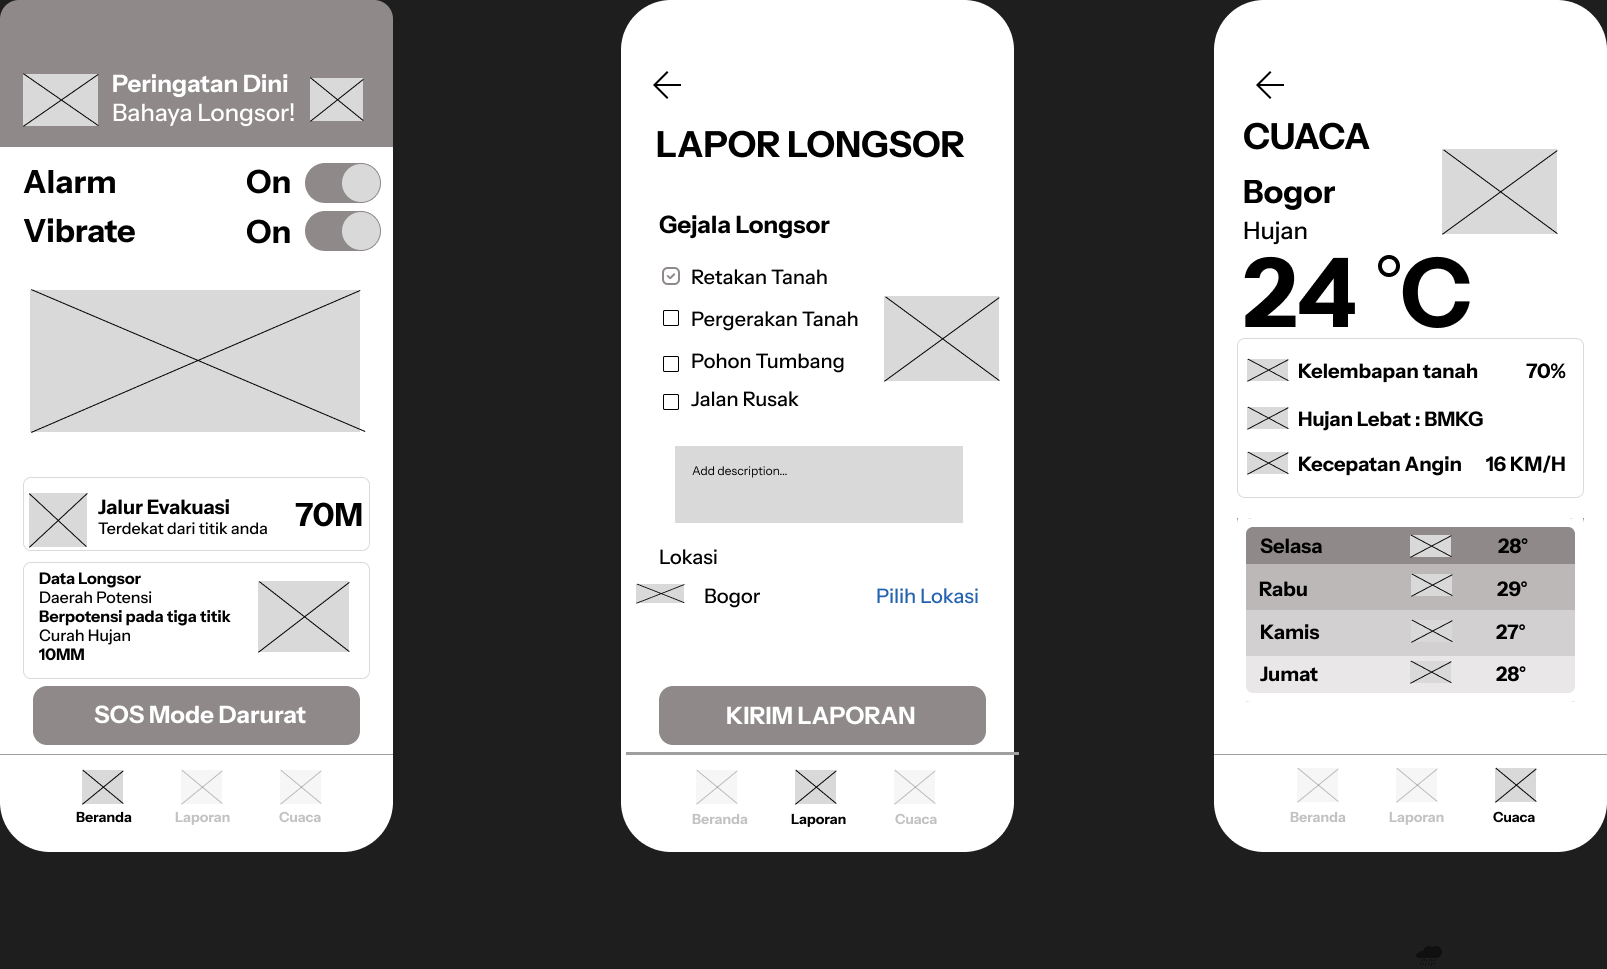 Peringatan Dini
Bahaya Longsor!
Alarm On
Vibrate On
Jalur Evakuasi
Terdekat dari titik anda
70M
Data Longsor
Daerah Potensi
Berpotensi pada tiga titik
Curah Hujan
10MM
SOS Mode Darurat
Beranda Laporan Cuaca
LAPOR LONGSOR
Gejala Longsor
Retakan Tanah
Pergerakan Tanah
Pohon Tumbang
Jalan Rusak
Add description...
Lokasi
Bogor Pilih Lokasi
KIRIM LAPORAN
Beranda Laporan Cuaca
CUACA
Bogor
Hujan
24 °C
Kelembapan tanah 70%
Hujan Lebat : BMKG
Kecepatan Angin 16 KM/H
Selasa 28°
Rabu 29°
Kamis 27°
Jumat 28°
Beranda Laporan Cuaca